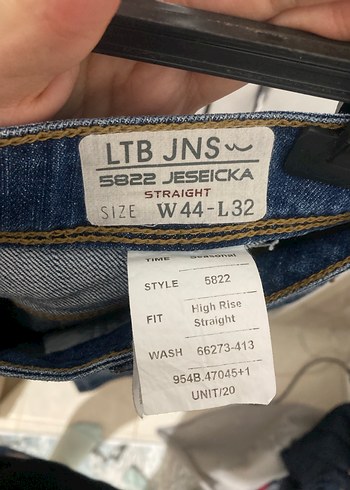 LTB JNS
5822 JESEICKA
STRAIGHT
SIZE W44-L32
TIME Seasonal
STYLE 5822
FIT High Rise
Straight
WASH 66273-413
954B.47045+1
UNIT/20